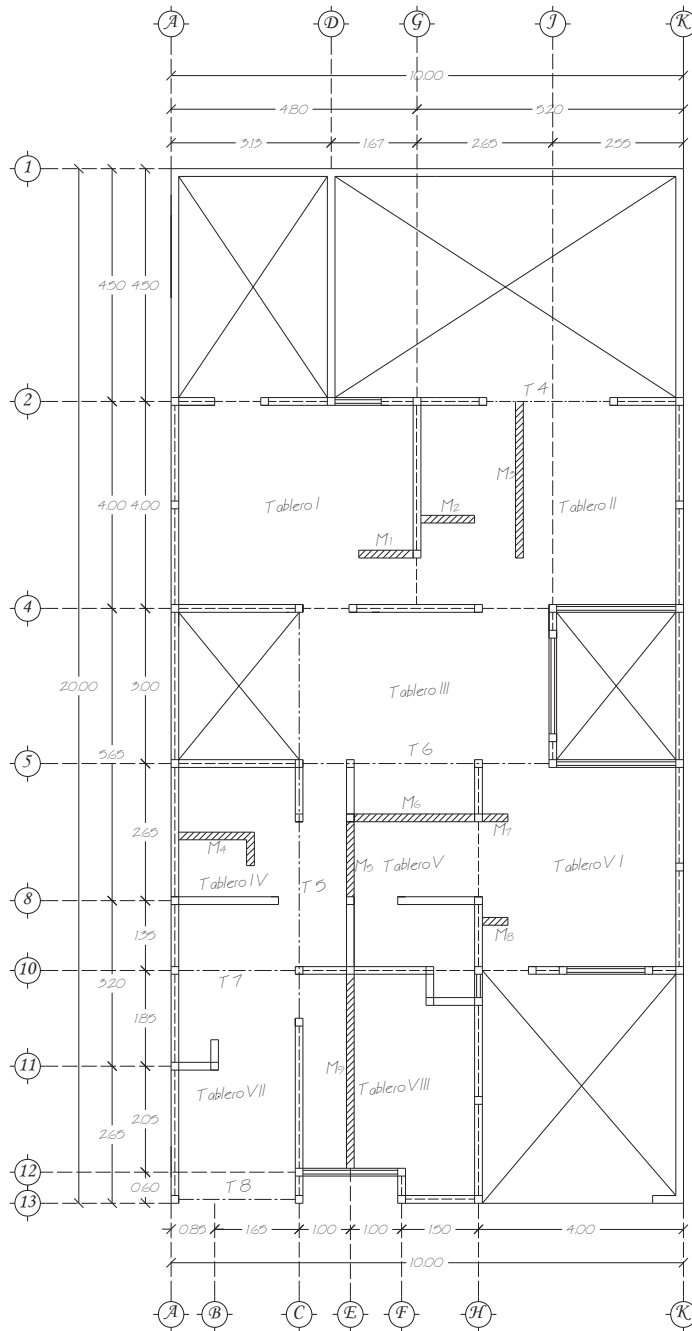 A D G J K
10.00
4.80 5.20
3.13 1.67 2.65 2.55
1
4.50 4.50
T 4
2
M3
4.00 4.00 Tablero I M2 Tablero II
M1
4
20.00 3.00 Tablero III
5.65
T 6
5
M6
M7
2.65 M4 M5 Tablero V Tablero V I
Tablero IV T 5
8
1.35 M8
10
3.20 T 7
1.85
11
M9
Tablero VII Tablero VIII
2.05
2.65
12
0.60 T 8
13
0.85 1.65 1.00 1.00 1.50 4.00
10.00
A B C E F H K